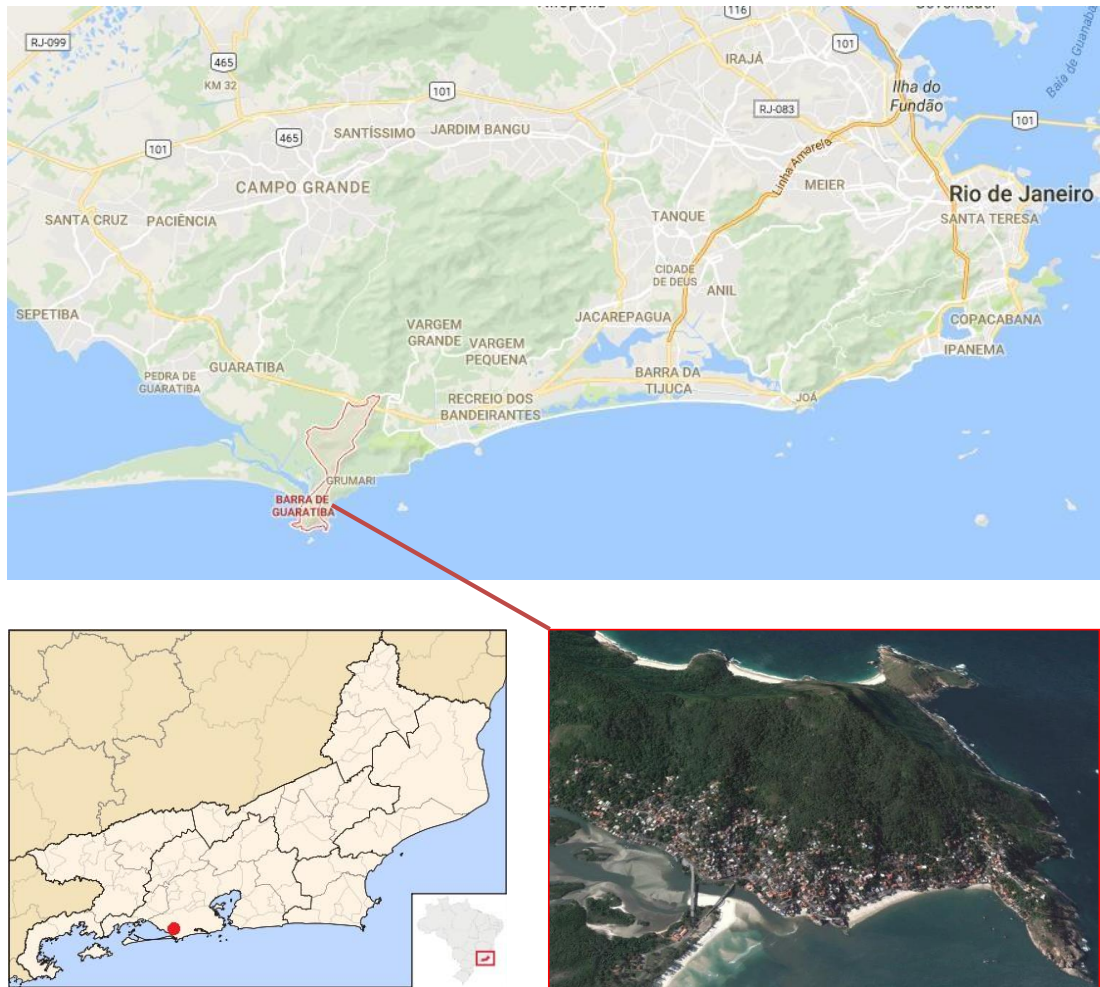 116
RJ-099
101
IRAJÁ
465
KM 32
Ilha do
Fundão
Baía de Guanabara
101
RJ-083
101
SANTÍSSIMO
JARDIM BANGU
465
101
Linha Amarela
CAMPO GRANDE
MEIER
Rio de Janeiro
SANTA CRUZ
PACIÊNCIA
TANQUE
SANTA TERESA
CIDADE
DE DEUS
ANIL
SEPETIBA
JACAREPAGUA
COPACABANA
VARGEM
GRANDE
VARGEM
PEQUENA
IPANEMA
GUARATIBA
PEDRA DE
GUARATIBA
BARRA DA
TIJUCA
RECREIO DOS
BANDEIRANTES
JOÁ
GRUMARI
BARRA DE
GUARATIBA